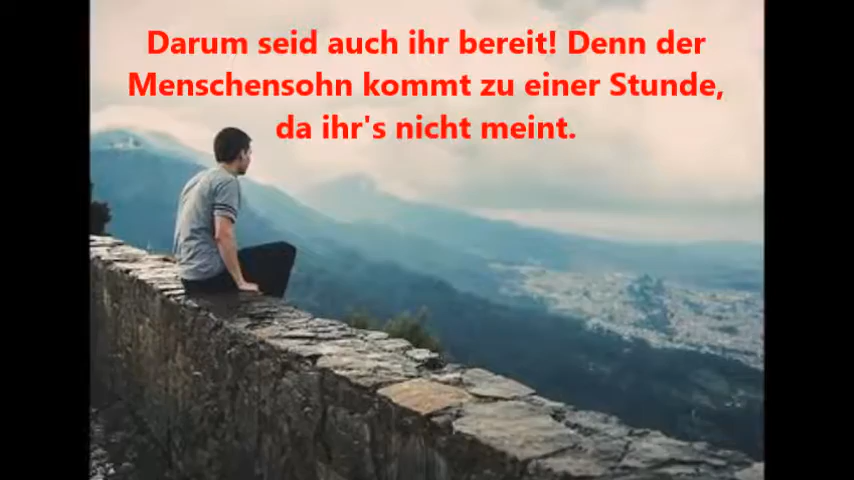 Darum seid auch ihr bereit! Denn der
Menschensohn kommt zu einer Stunde,
da ihr's nicht meint.